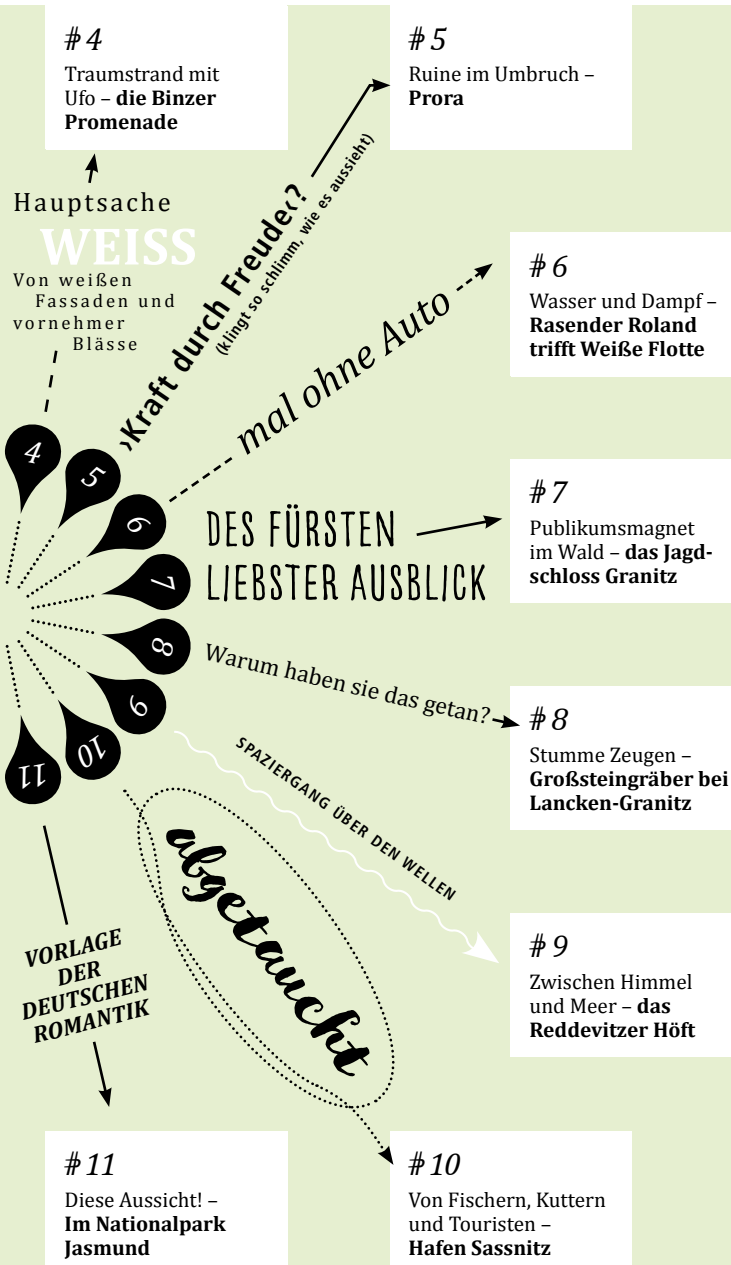 #4
Traumstrand mit
Ufo – die Binzer
Promenade
#5
Ruine im Umbruch –
Prora
Hauptsache
WEISS
Von weißen
Fassaden und
vornehmer
Blässe
›Kraft durch Freude‹?
(klingt so schlimm, wie es aussieht)
mal ohne Auto
#6
Wasser und Dampf –
Rasender Roland
trifft Weiße Flotte
4
5
6
7
8
9
10
11
DES FÜRSTEN
LIEBSTER AUSBLICK
#7
Publikumsmagnet
im Wald – das Jagd-
schloss Granitz
Warum haben sie das getan?
#8
Stumme Zeugen –
Großsteingräber bei
Lancken-Granitz
SPAZIERGANG ÜBER DEN WELLEN
#9
Zwischen Himmel
und Meer – das
Reddevitzer Höft
abgetaucht
VORLAGE
DER
DEUTSCHEN
ROMANTIK
#11
Diese Aussicht! –
Im Nationalpark
Jasmund
#10
Von Fischern, Kuttern
und Touristen –
Hafen Sassnitz